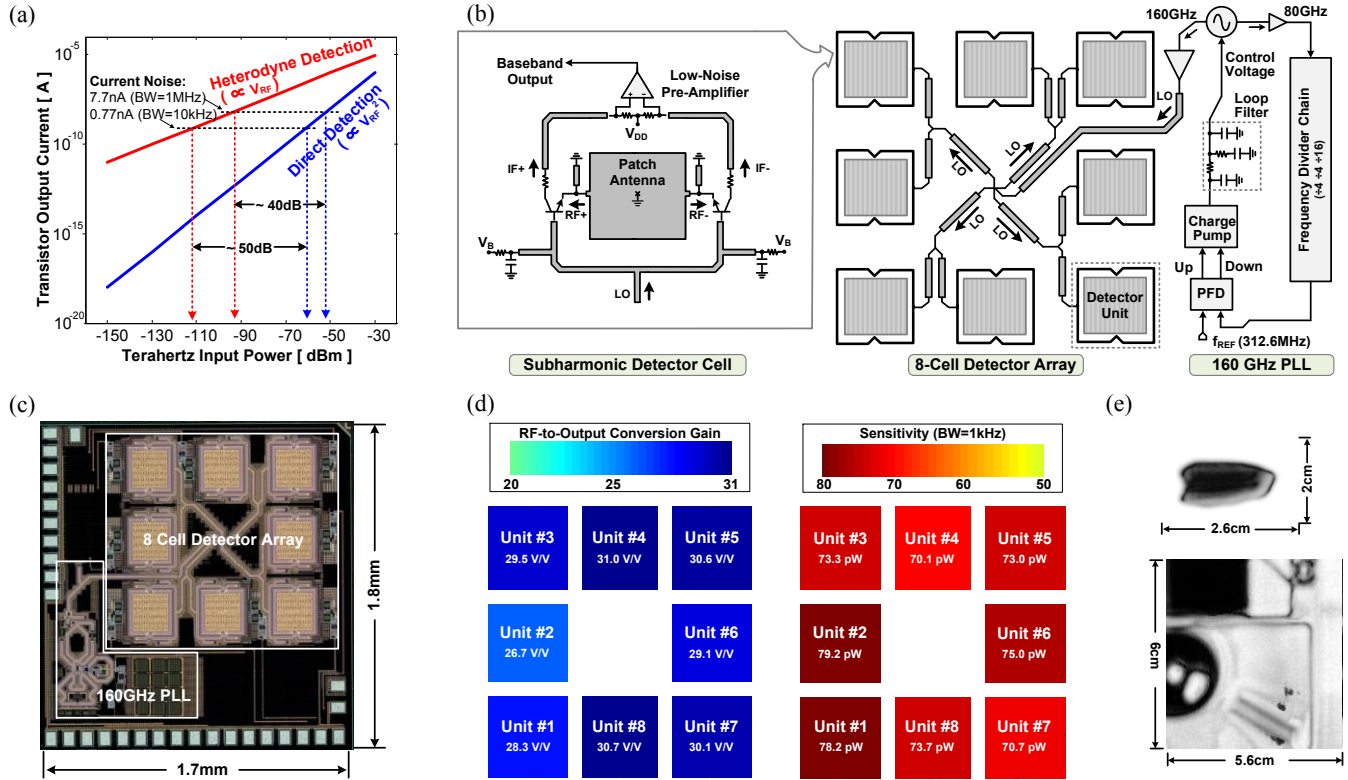 (a)
Transistor Output Current [ A ]
10-5
10-10
10-15
10-20
Heterodyne Detection
( ∝ VRF)
Current Noise:
7.7nA (BW=1MHz)
0.77nA (BW=10kHz)
Direct Detection
( ∝ VRF2)
~ 40dB
~ 50dB
-150 -130 -110 -90 -70 -50 -30
Terahertz Input Power [ dBm ]
(b)
Baseband
Output
Low-Noise
Pre-Amplifier
+ -
VDD
IF+
IF-
Patch
Antenna
RF+
RF-
VB
VB
LO
Subharmonic Detector Cell
LO
LO
LO
LO
LO
LO
Detector
Unit
8-Cell Detector Array
160GHz
80GHz
Control
Voltage
Loop
Filter
Frequency Divider Chain
(÷4 ÷4 ÷16)
Charge
Pump
Up
Down
PFD
fREF (312.6MHz)
160 GHz PLL
(c)
8 Cell Detector Array
160GHz PLL
1.8mm
1.7mm
(d)
RF-to-Output Conversion Gain
20 25 31
Unit #3
29.5 V/V
Unit #4
31.0 V/V
Unit #5
30.6 V/V
Unit #2
26.7 V/V
Unit #6
29.1 V/V
Unit #1
28.3 V/V
Unit #8
30.7 V/V
Unit #7
30.1 V/V
Sensitivity (BW=1kHz)
80 70 60 50
Unit #3
73.3 pW
Unit #4
70.1 pW
Unit #5
73.0 pW
Unit #2
79.2 pW
Unit #6
75.0 pW
Unit #1
78.2 pW
Unit #8
73.7 pW
Unit #7
70.7 pW
(e)
2cm
2.6cm
6cm
5.6cm